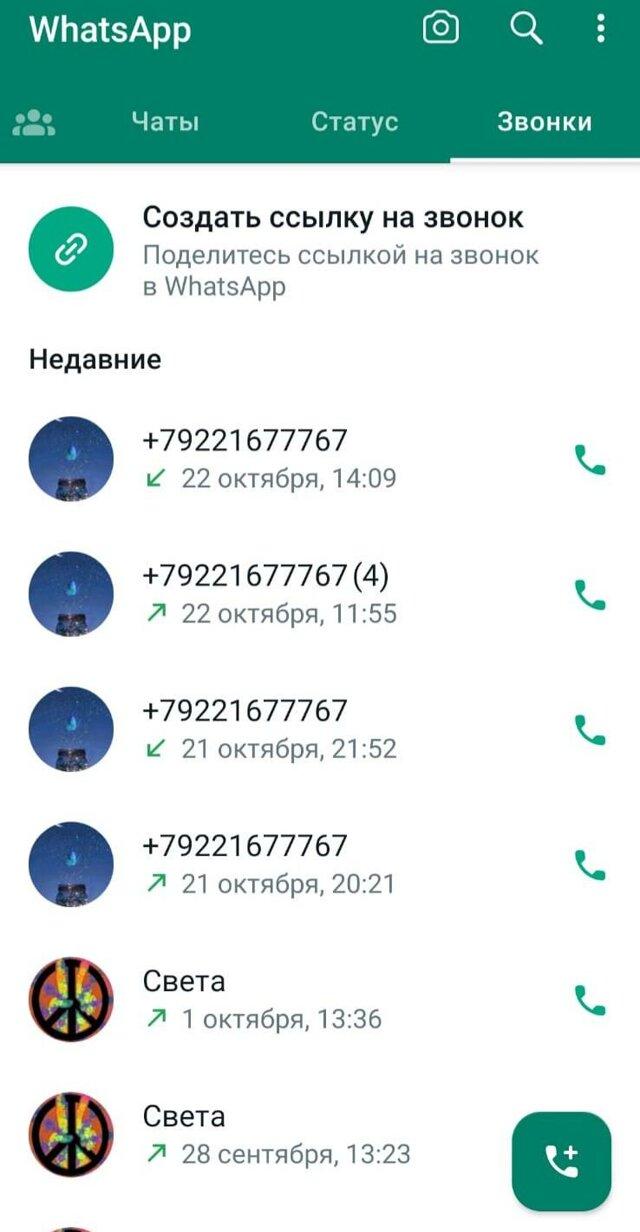 WhatsApp
Чаты Статус Звонки
Создать ссылку на звонок
Поделитесь ссылкой на звонок
в WhatsApp
Недавние
+79221677767
22 октября, 14:09
+79221677767 (4)
22 октября, 11:55
+79221677767
21 октября, 21:52
+79221677767
21 октября, 20:21
Света
1 октября, 13:36
Света
28 сентября, 13:23